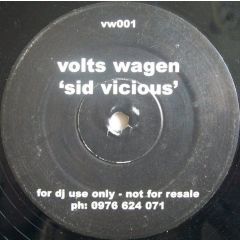 vw001
volts wagen
'sid vicious'
for dj use only - not for resale
ph: 0976 624 071